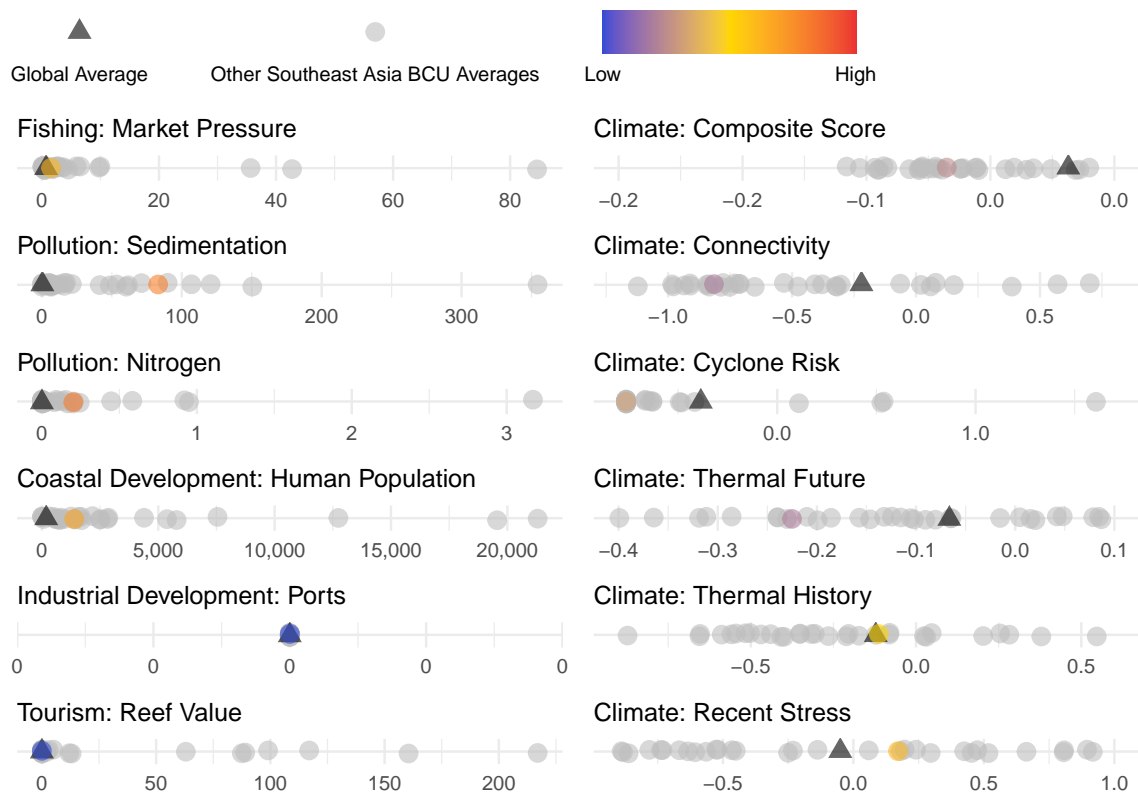 Global Average
Other Southeast Asia BCU Averages
Low
High
Fishing: Market Pressure
0 20 40 60 80
Pollution: Sedimentation
0 100 200 300
Pollution: Nitrogen
0 1 2 3
Coastal Development: Human Population
0 5,000 10,000 15,000 20,000
Industrial Development: Ports
0 0 0 0 0
Tourism: Reef Value
0 50 100 150 200
Climate: Composite Score
−0.2 −0.2 −0.1 0.0 0.0
Climate: Connectivity
−1.0 −0.5 0.0 0.5
Climate: Cyclone Risk
0.0 1.0
Climate: Thermal Future
−0.4 −0.3 −0.2 −0.1 0.0 0.1
Climate: Thermal History
−0.5 0.0 0.5
Climate: Recent Stress
−0.5 0.0 0.5 1.0